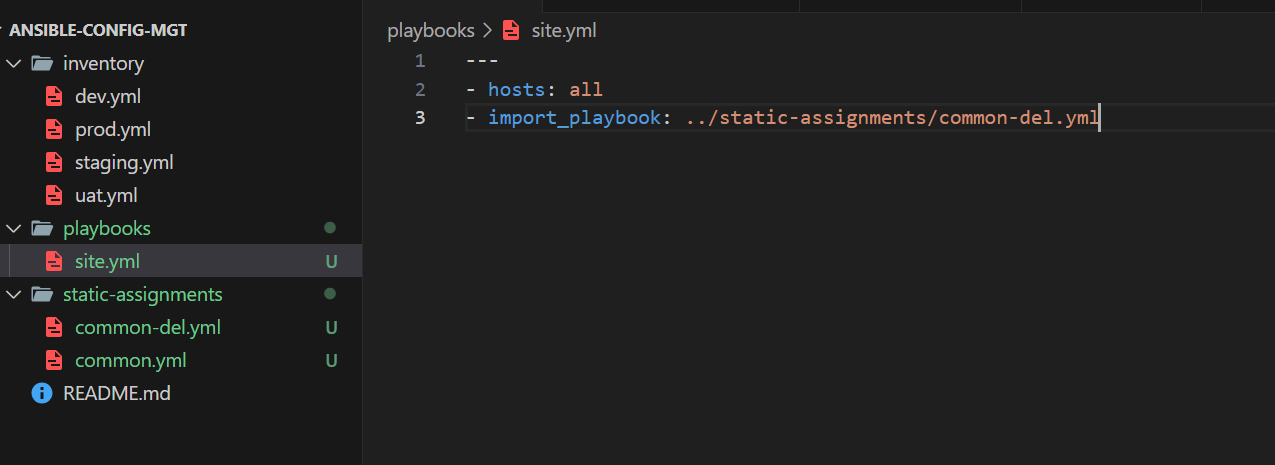 ANSIBLE-CONFIG-MGT
inventory
dev.yml
prod.yml
staging.yml
uat.yml
playbooks
site.yml U
static-assignments
common-del.yml U
common.yml U
README.md
playbooks > site.yml
1 ---
2 - hosts: all
3 - import_playbook: ../static-assignments/common-del.yml